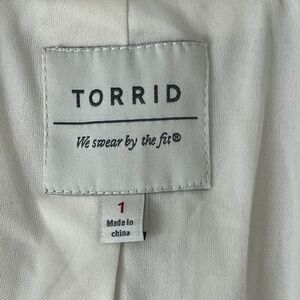 TORRID
We swear by the fit®
1
Made in
china